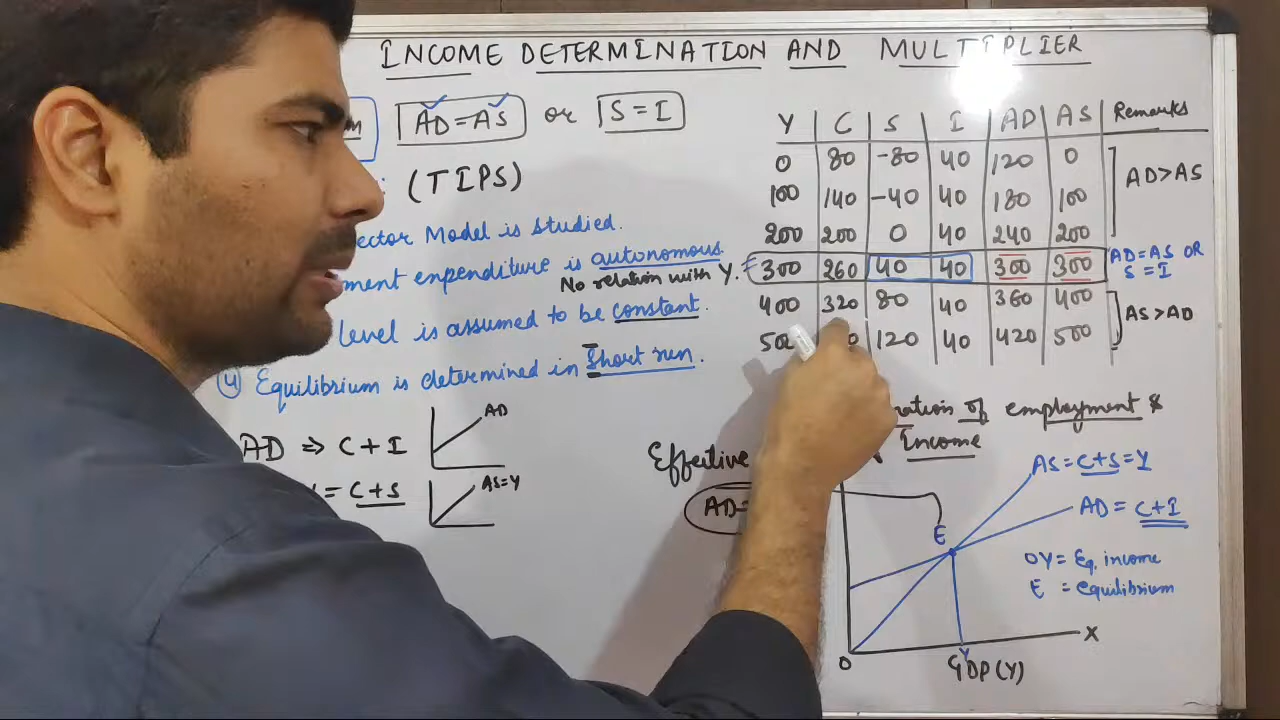 INCOME DETERMINATION AND MULTIPLIER
AD = AS or S = I
(TIPS)
ector Model is studied.
ment enpenditure is autonomous.
No relation with Y.
level is assumed to be constant.
4 Equilibrium is determined in Short run.
AD ⇒ C + I
AD
= C+S
AS=Y
Y C S I AD AS Remarks
0 80 -80 40 120 0
100 140 -40 40 180 100
200 200 0 40 240 200
AD>AS
300 260 40 40 300 300 AD=AS OR
S = I
400 320 80 40 360 400
AS>AD
50 0 120 40 420 500
nation of employment &
Income
Effective
AD=
AS = C+S = Y
AD = C+I
E
OY = Eq. income
E = equilibrium
O Y X
GDP (Y)